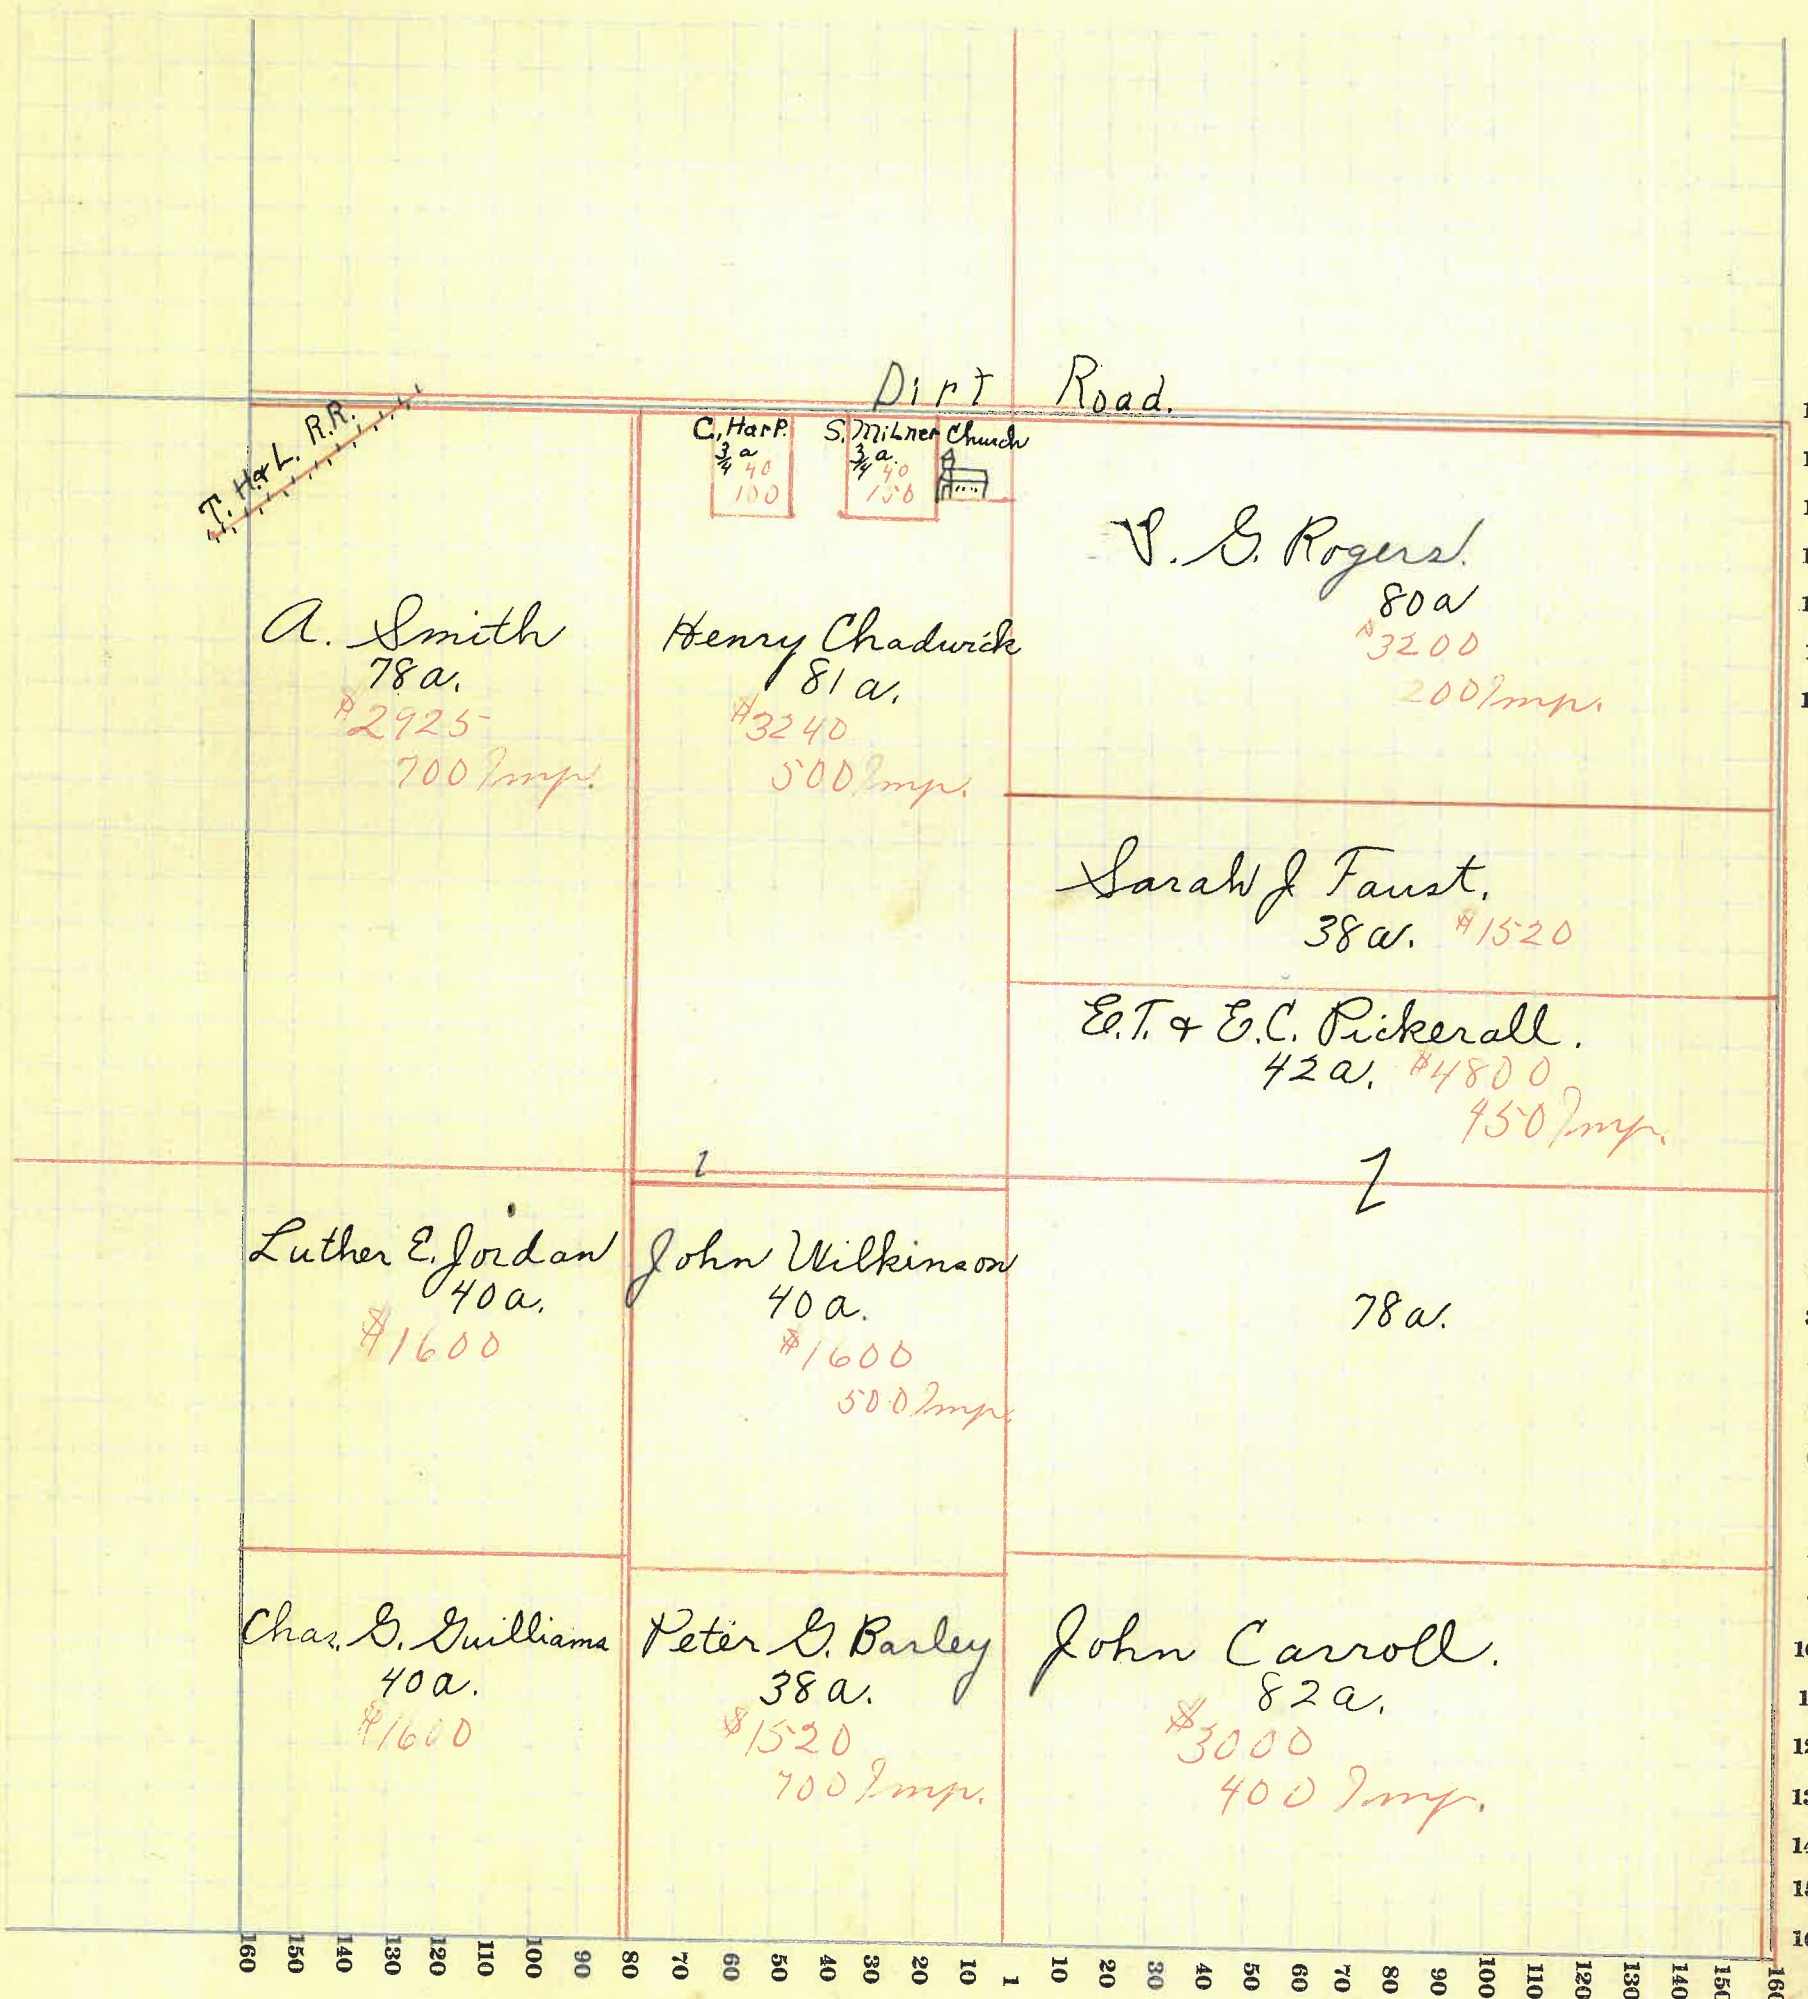 Dirt Road.
T. H. & L. R.R.
C. Harp.
3/4 a
40
100
S. Milner
3/4 a.
40
150
Church
A. Smith
78 a.
$2925
700 Imp.
Henry Chadwick
81 a.
$3240
500 Imp.
G. Rogers.
80 a
$3200
200 Imp.
Sarah J Faust.
38 a. $1520
E.T. & E.C. Pickerall.
42 a. $4800
450 Imp.
Luther E. Jordan
40 a.
$1600
John Wilkinson
40 a.
$1600
500 Imp.
78 a.
Chas. G. Guilliams
40 a.
$1600
Peter G. Barley
38 a.
$1520
700 Imp.
John Carroll.
82 a.
$3000
400 Imp.
160 150 140 130 120 110 100 90 80 70 60 50 40 30 20 10 1 10 20 30 40 50 60 70 80 90 100 110 120 130 140 150 160